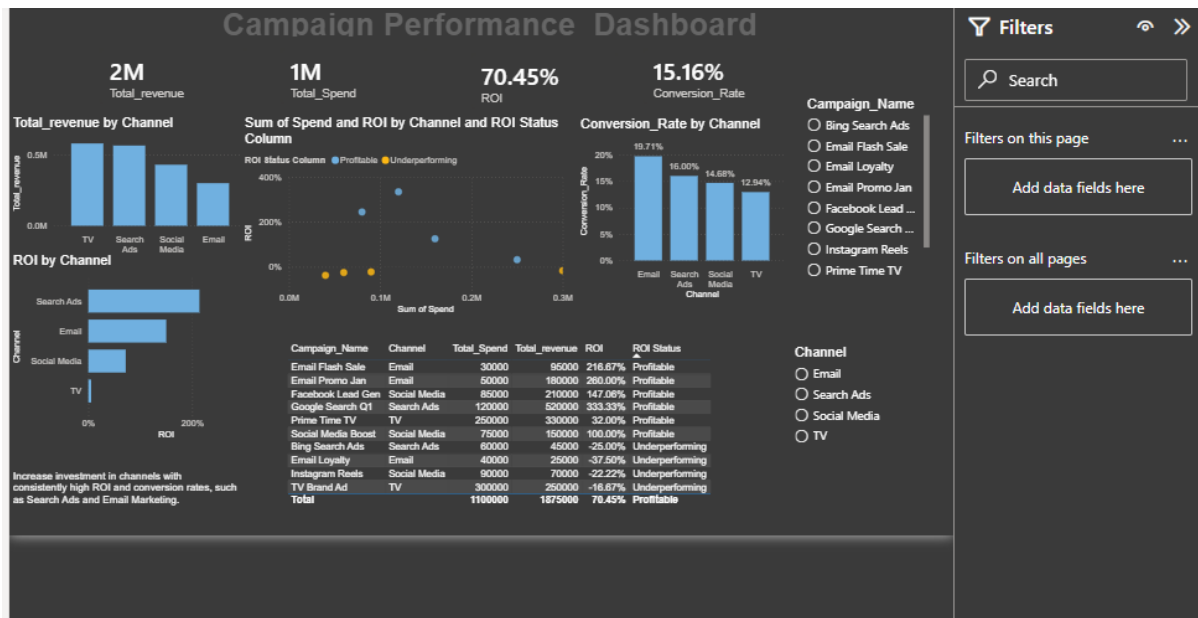 Campaign Performance Dashboard
2M
Total_revenue
1M
Total_Spend
70.45%
ROI
15.16%
Conversion_Rate
Total_revenue by Channel
Total_revenue
0.5M
0.0M
TV
Search Ads
Social Media
Email
Sum of Spend and ROI by Channel and ROI Status
Column
ROI Status Column Profitable Underperforming
ROI
400%
200%
0%
0.0M
0.1M
0.2M
0.3M
Sum of Spend
Conversion_Rate by Channel
Conversion_Rate
20%
15%
10%
5%
0%
19.71%
16.00%
14.68%
12.94%
Email
Search Ads
Social Media
TV
Channel
Campaign_Name
Bing Search Ads
Email Flash Sale
Email Loyalty
Email Promo Jan
Facebook Lead ...
Google Search ...
Instagram Reels
Prime Time TV
ROI by Channel
Channel
Search Ads
Email
Social Media
TV
0%
200%
ROI
Campaign_Name Channel Total_Spend Total_revenue ROI ROI Status
Email Flash Sale Email 30000 95000 216.67% Profitable
Email Promo Jan Email 50000 180000 260.00% Profitable
Facebook Lead Gen Social Media 85000 210000 147.06% Profitable
Google Search Q1 Search Ads 120000 520000 333.33% Profitable
Prime Time TV TV 250000 330000 32.00% Profitable
Social Media Boost Social Media 75000 150000 100.00% Profitable
Bing Search Ads Search Ads 60000 45000 -25.00% Underperforming
Email Loyalty Email 40000 25000 -37.50% Underperforming
Instagram Reels Social Media 90000 70000 -22.22% Underperforming
TV Brand Ad TV 300000 250000 -16.67% Underperforming
Total 1100000 1875000 70.45% Profitable
Channel
Email
Search Ads
Social Media
TV
Increase investment in channels with
consistently high ROI and conversion rates, such
as Search Ads and Email Marketing.
Filters
Search
Filters on this page ...
Add data fields here
Filters on all pages ...
Add data fields here